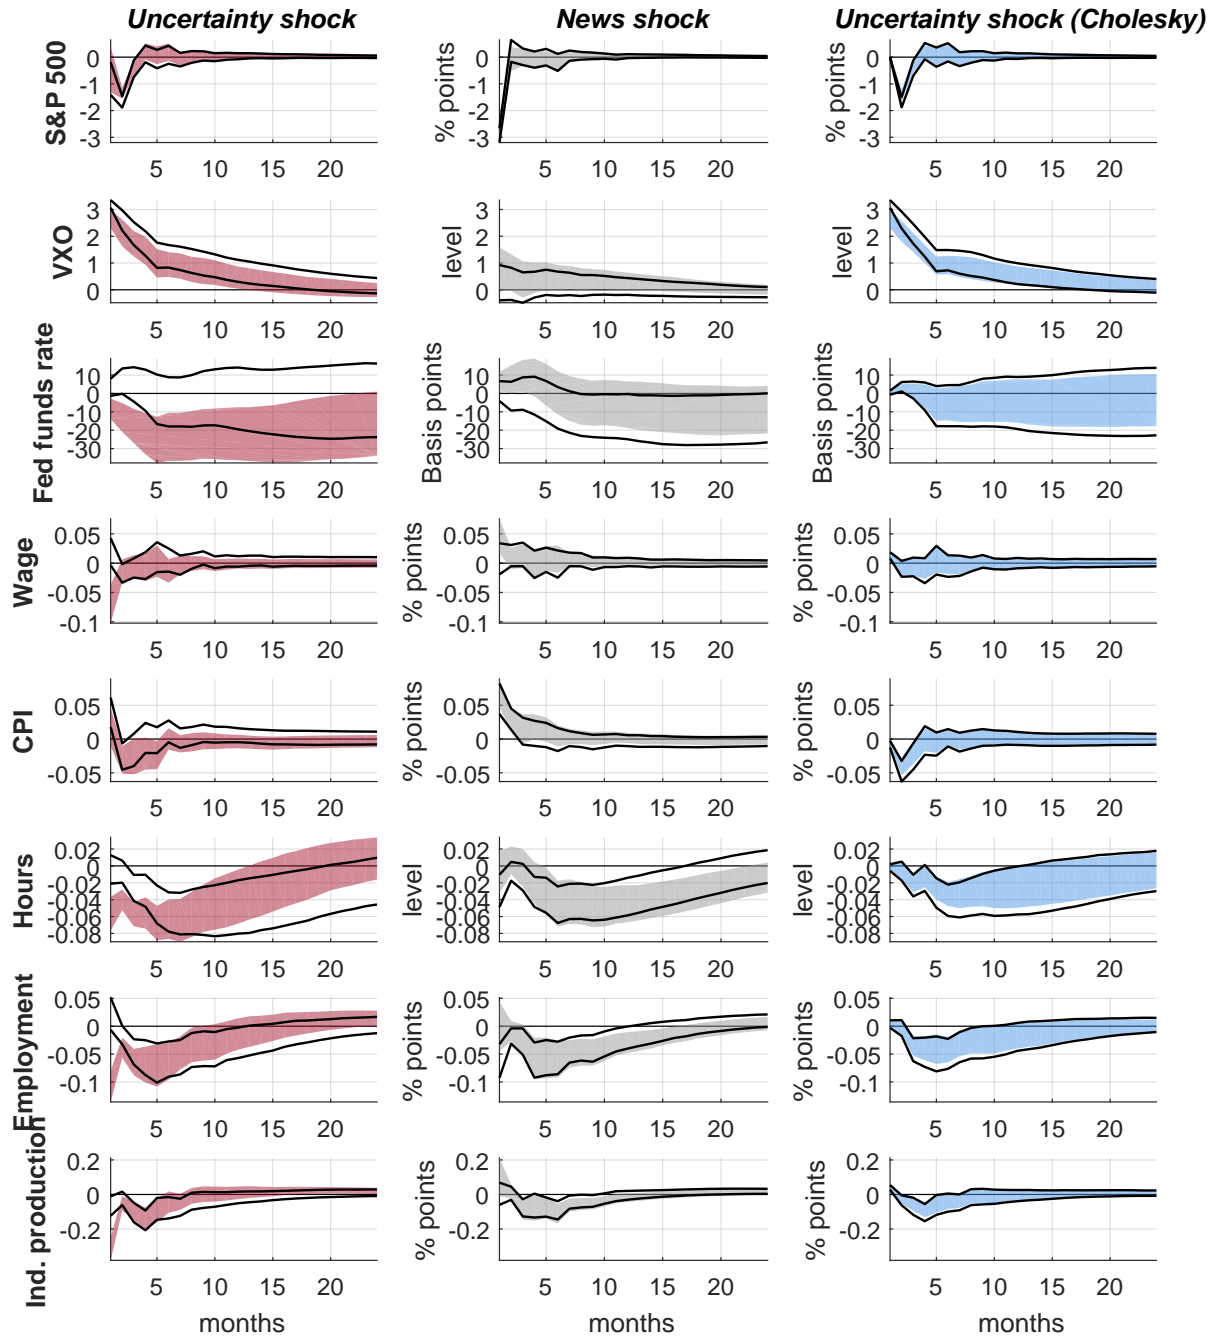 Uncertainty shock News shock Uncertainty shock (Cholesky)
S&P 500
0
-1
-2
-3
5 10 15 20
% points
0
-1
-2
-3
5 10 15 20
% points
0
-1
-2
-3
5 10 15 20
VXO
3
2
1
0
5 10 15 20
level
3
2
1
0
5 10 15 20
level
3
2
1
0
5 10 15 20
Fed funds rate
10
0
-10
-20
-30
5 10 15 20
Basis points
10
0
-10
-20
-30
5 10 15 20
Basis points
10
0
-10
-20
-30
5 10 15 20
Wage
0.05
0
-0.05
-0.1
5 10 15 20
% points
0.05
0
-0.05
-0.1
5 10 15 20
% points
0.05
0
-0.05
-0.1
5 10 15 20
CPI
0.05
0
-0.05
5 10 15 20
% points
0.05
0
-0.05
5 10 15 20
% points
0.05
0
-0.05
5 10 15 20
Hours
0.02
0
-0.02
-0.04
-0.06
-0.08
5 10 15 20
level
0.02
0
-0.02
-0.04
-0.06
-0.08
5 10 15 20
level
0.02
0
-0.02
-0.04
-0.06
-0.08
5 10 15 20
Employment
0.05
0
-0.05
-0.1
5 10 15 20
% points
0.05
0
-0.05
-0.1
5 10 15 20
% points
0.05
0
-0.05
-0.1
5 10 15 20
Ind. production
0.2
0
-0.2
5 10 15 20
months
% points
0.2
0
-0.2
5 10 15 20
months
% points
0.2
0
-0.2
5 10 15 20
months